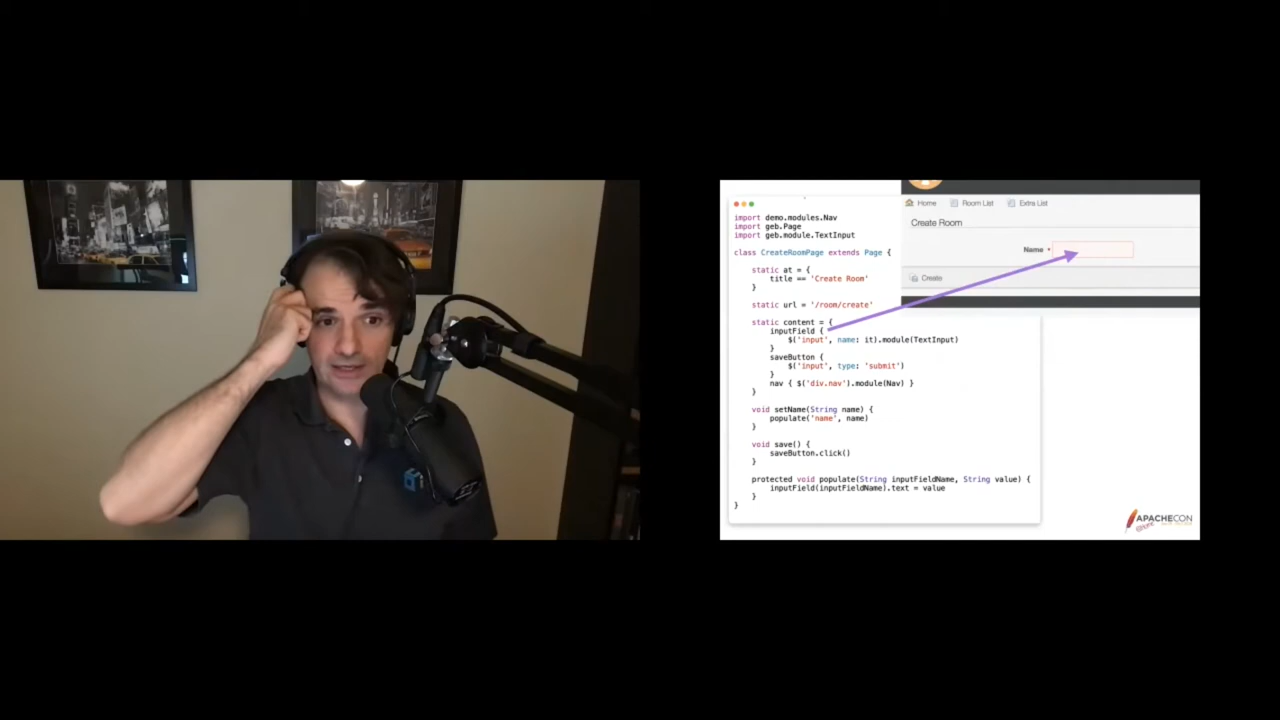 Home
Room List
Extra List
Create Room
Name *
Create
import demo.modules.Nav
import geb.Page
import geb.module.TextInput
class CreateRoomPage extends Page {
static at = {
title == 'Create Room'
}
static url = '/room/create'
static content = {
inputField {
$('input', name: it).module(TextInput)
}
saveButton {
$('input', type: 'submit')
}
nav { $('div.nav').module(Nav) }
}
void setName(String name) {
populate('name', name)
}
void save() {
saveButton.click()
}
protected void populate(String inputFieldName, String value) {
inputField(inputFieldName).text = value
}
}
APACHECON
@Home